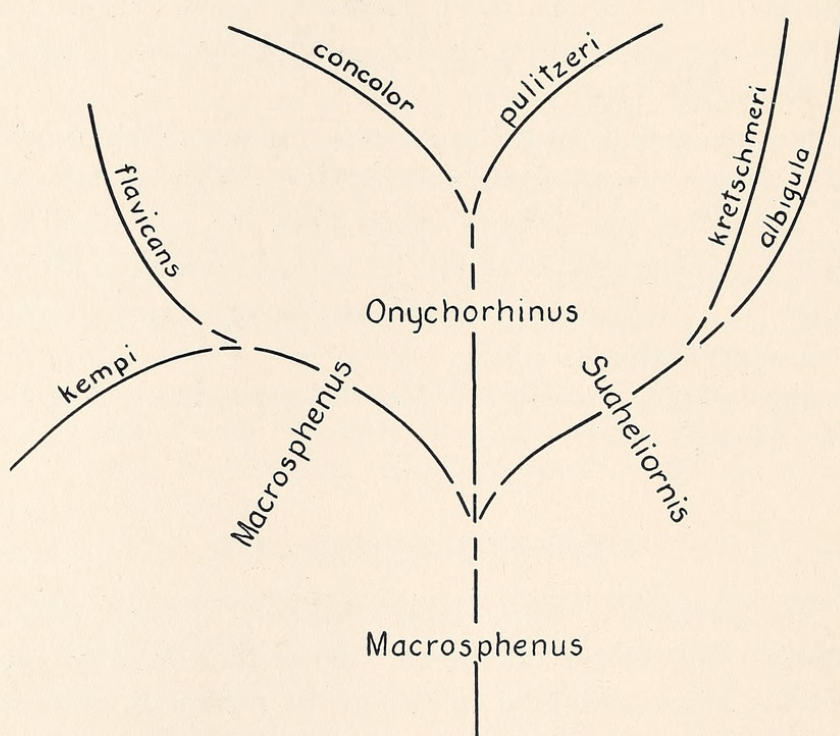 concolor
pulitzeri
kretschmeri
albigula
flavicans
kempi
Onychorhinus
Macrosphenus
Suaheliornis
Macrosphenus